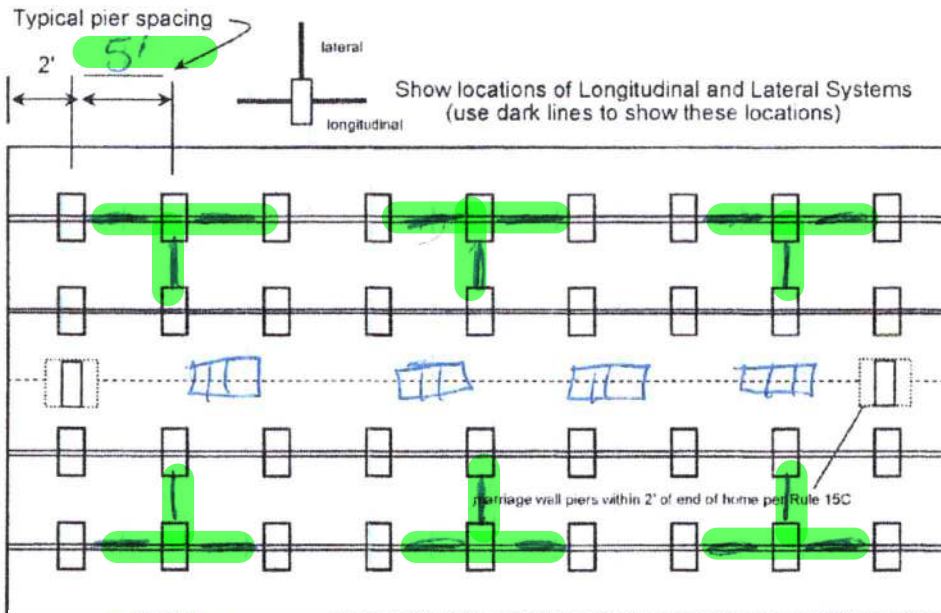 Typical pier spacing
5'
2'
lateral
longitudinal
Show locations of Longitudinal and Lateral Systems
(use dark lines to show these locations)
marriage wall piers within 2' of end of home per Rule 15C